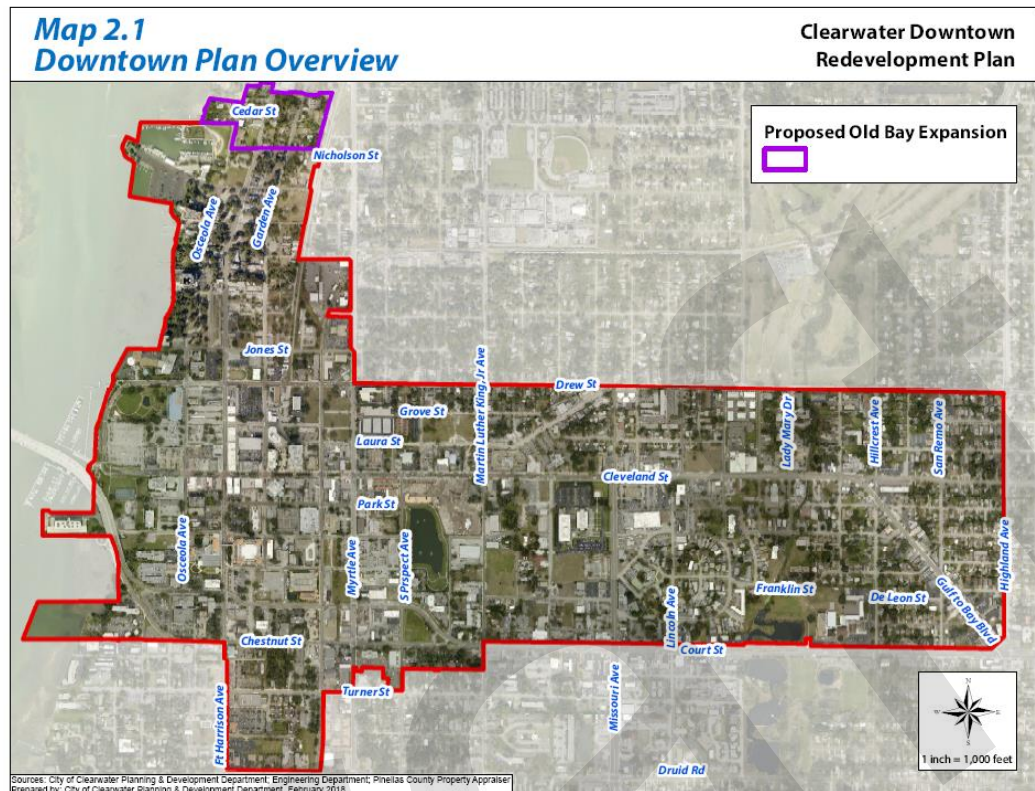 Map 2.1
Downtown Plan Overview
Clearwater Downtown
Redevelopment Plan
Proposed Old Bay Expansion
Cedar St
Nicholson St
Osceola Ave
Garden Ave
Jones St
Drew St
Martin Luther King, Jr Ave
Grove St
Laura St
Lady Mary Dr
Hillcrest Ave
San Remo Ave
Cleveland St
Park St
Osceola Ave
Myrtle Ave
S Prspect Ave
Highland Ave
Franklin St
De Leon St
Gulf to Bay Blvd
Lincoln Ave
Chestnut St
Court St
Turner St
Ft Harrison Ave
Missouri Ave
Druid Rd
N
W
E
S
1 inch = 1,000 feet
Sources: City of Clearwater Planning & Development Department; Engineering Department; Pinellas County Property Appraiser
Prepared by: City of Clearwater Planning & Development Department, February 2018